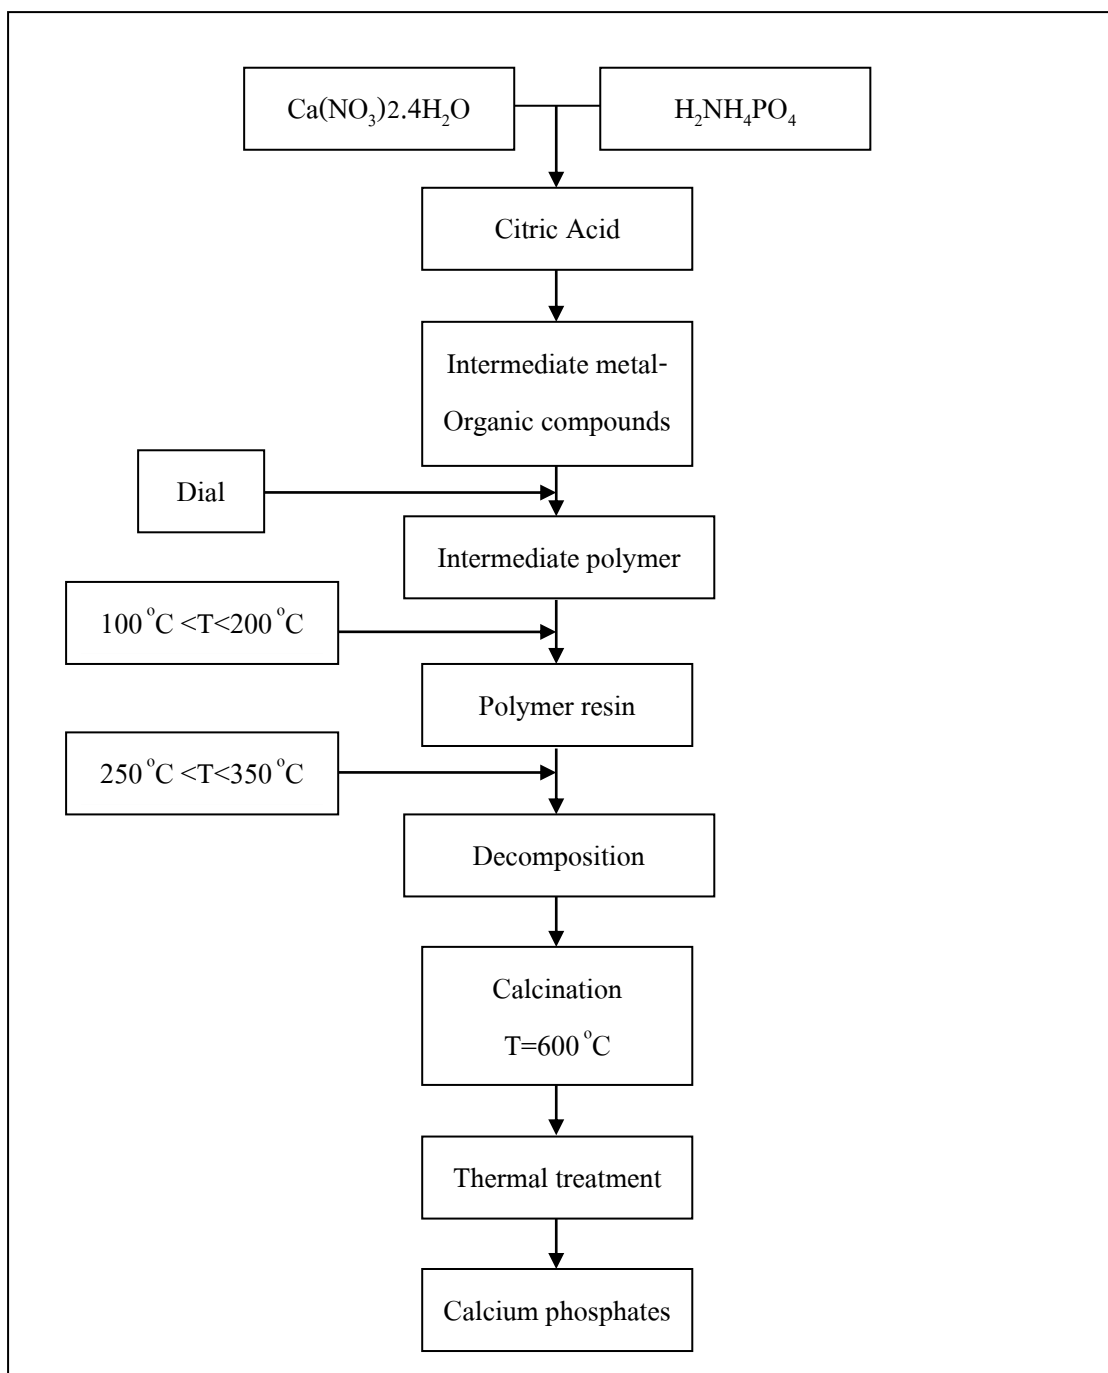 Ca(NO₃)2.4H₂O
H₂NH₄PO₄
Citric Acid
Intermediate metal-
Organic compounds
Dial
Intermediate polymer
100 °C <T<200 °C
Polymer resin
250 °C <T<350 °C
Decomposition
Calcination
T=600 °C
Thermal treatment
Calcium phosphates